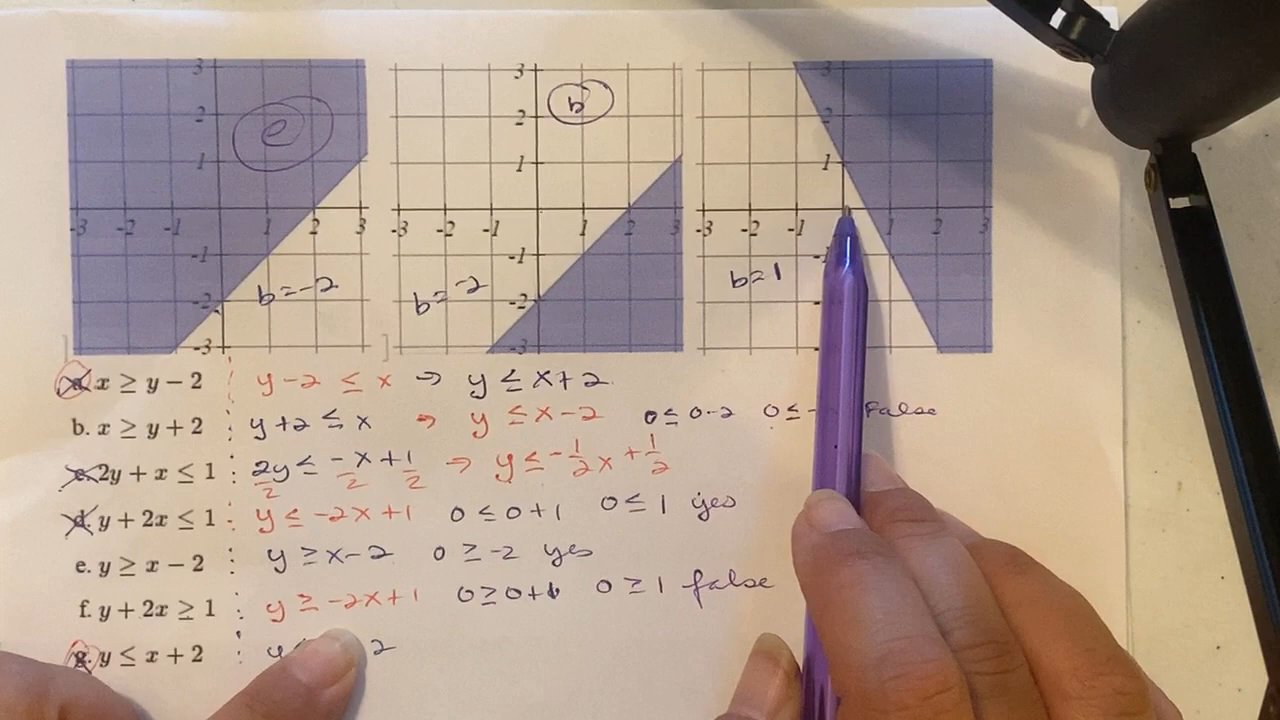 3 3 3
e b
2 2 2
1 1 1
-3 -2 -1 1 2 3 -3 -2 -1 1 2 3 -3 -2 -1 1 2 3
-1 -1
b=-2 b=-2 b=1
-2 -2
-3 -3
a. x ≥ y − 2 : y-2 ≤ x → y ≤ x+2
b. x ≥ y + 2 : y+2 ≤ x → y ≤ x-2 0≤0-2 0≤- False
c. 2y + x ≤ 1 : 2y/2 ≤ -x/2 + 1/2 → y ≤ -1/2x + 1/2
d. y + 2x ≤ 1 : y ≤ -2x+1 0≤0+1 0≤1 yes
e. y ≥ x − 2 : y ≥ x-2 0≥-2 yes
f. y + 2x ≥ 1 : y ≥ -2x+1 0≥0+1 0≥1 false
g. y ≤ x + 2 : y 2